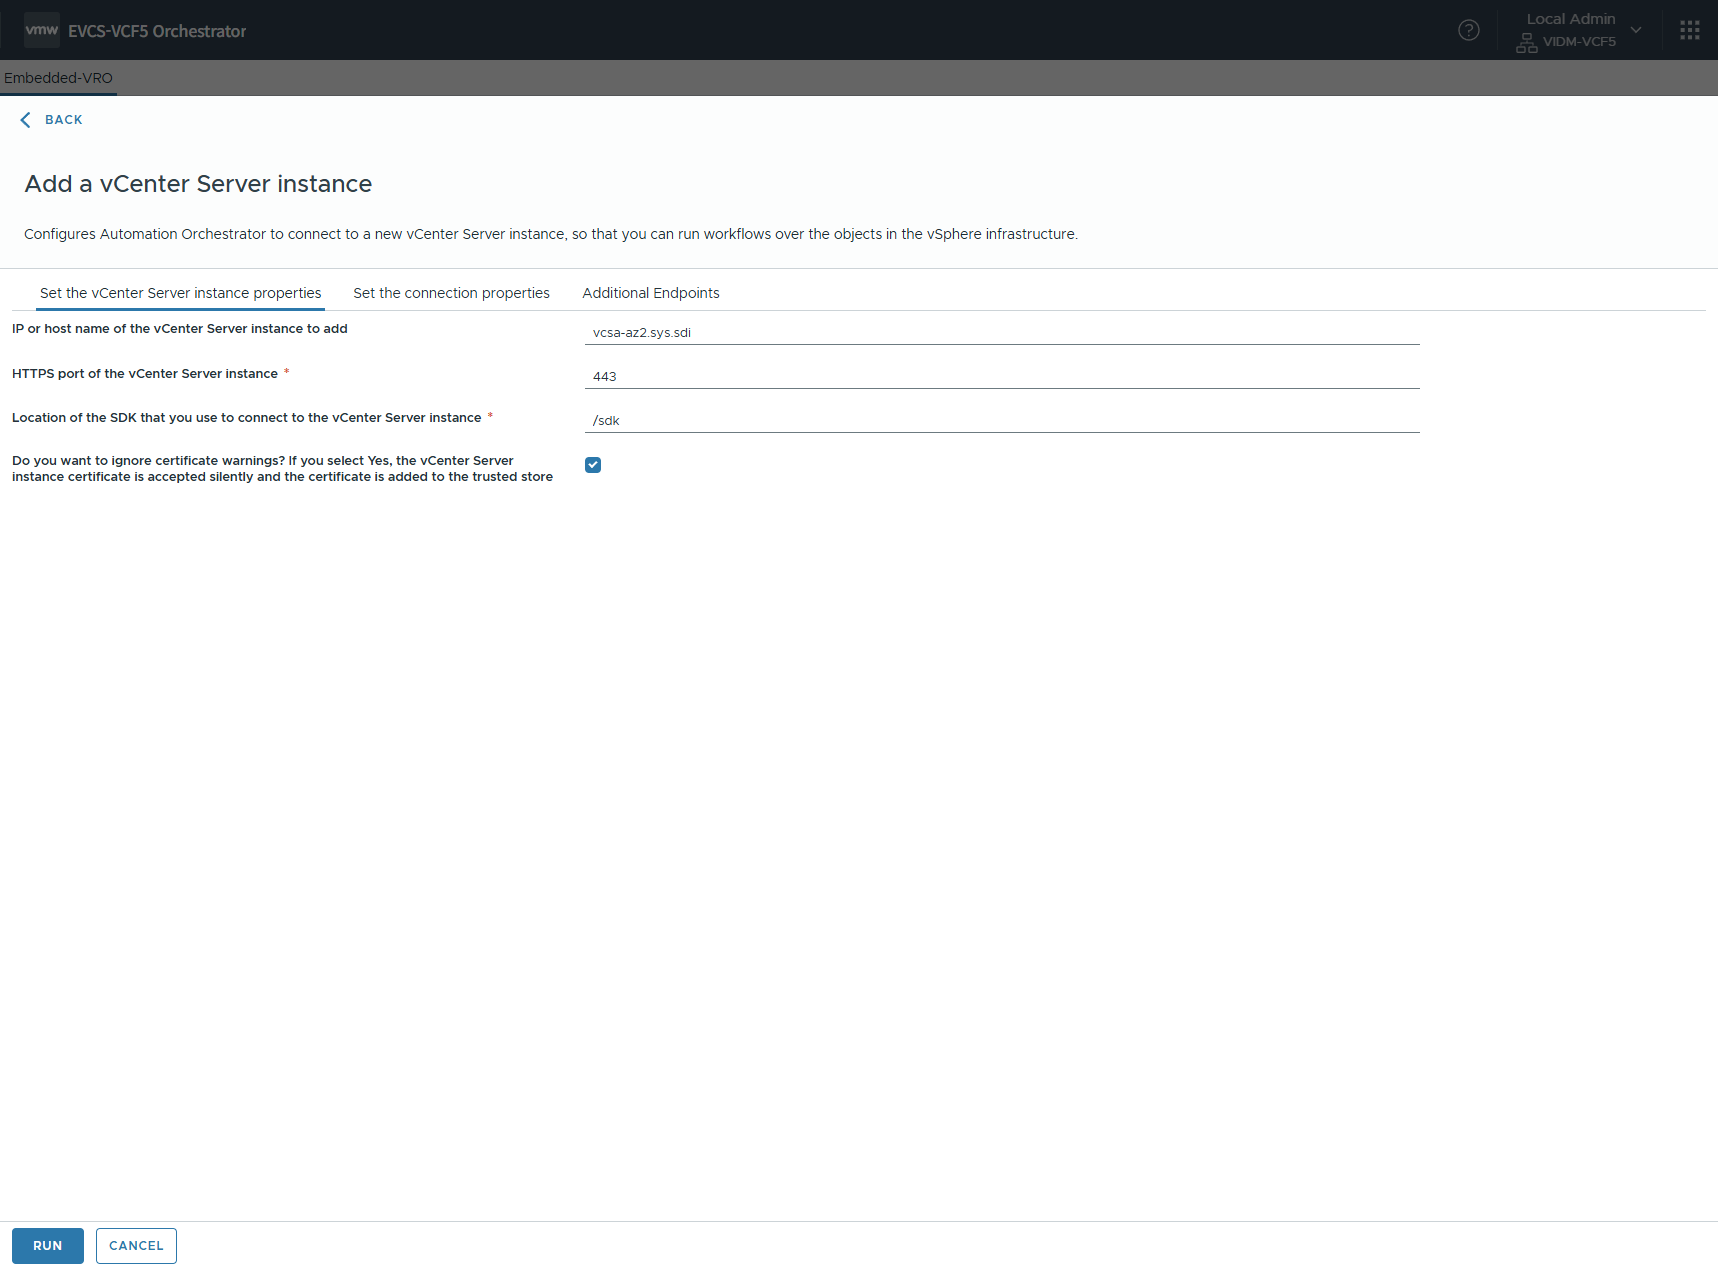 vmw EVCS-VCF5 Orchestrator
?
Local Admin
VIDM-VCF5
Embedded-VRO
BACK
Add a vCenter Server instance
Configures Automation Orchestrator to connect to a new vCenter Server instance, so that you can run workflows over the objects in the vSphere infrastructure.
Set the vCenter Server instance properties Set the connection properties Additional Endpoints
IP or host name of the vCenter Server instance to add vcsa-az2.sys.sdi
HTTPS port of the vCenter Server instance * 443
Location of the SDK that you use to connect to the vCenter Server instance * /sdk
Do you want to ignore certificate warnings? If you select Yes, the vCenter Server
instance certificate is accepted silently and the certificate is added to the trusted store
RUN CANCEL